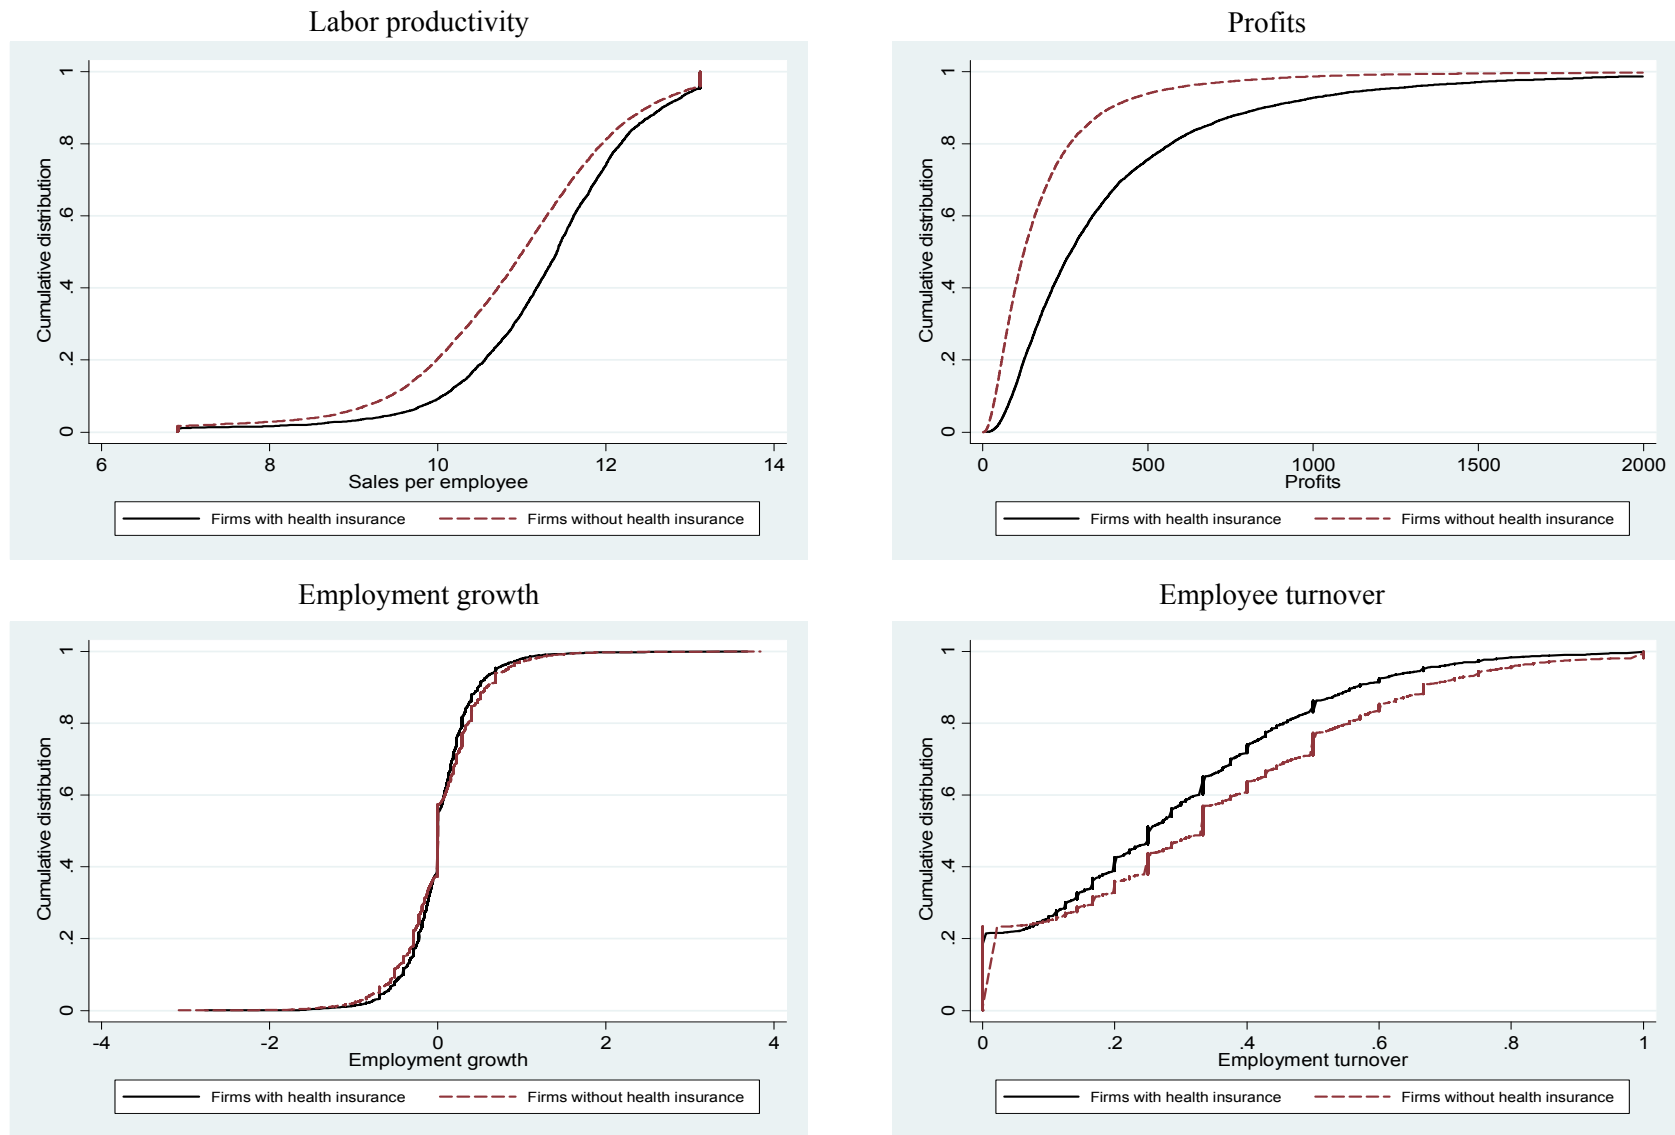 Labor productivity
Cumulative distribution
1
.8
.6
.4
.2
0
6 8 10 12 14
Sales per employee
Firms with health insurance Firms without health insurance
Profits
Cumulative distribution
1
.8
.6
.4
.2
0
0 500 1000 1500 2000
Profits
Firms with health insurance Firms without health insurance
Employment growth
Cumulative distribution
1
.8
.6
.4
.2
0
-4 -2 0 2 4
Employment growth
Firms with health insurance Firms without health insurance
Employee turnover
Cumulative distribution
1
.8
.6
.4
.2
0
0 .2 .4 .6 .8 1
Employment turnover
Firms with health insurance Firms without health insurance